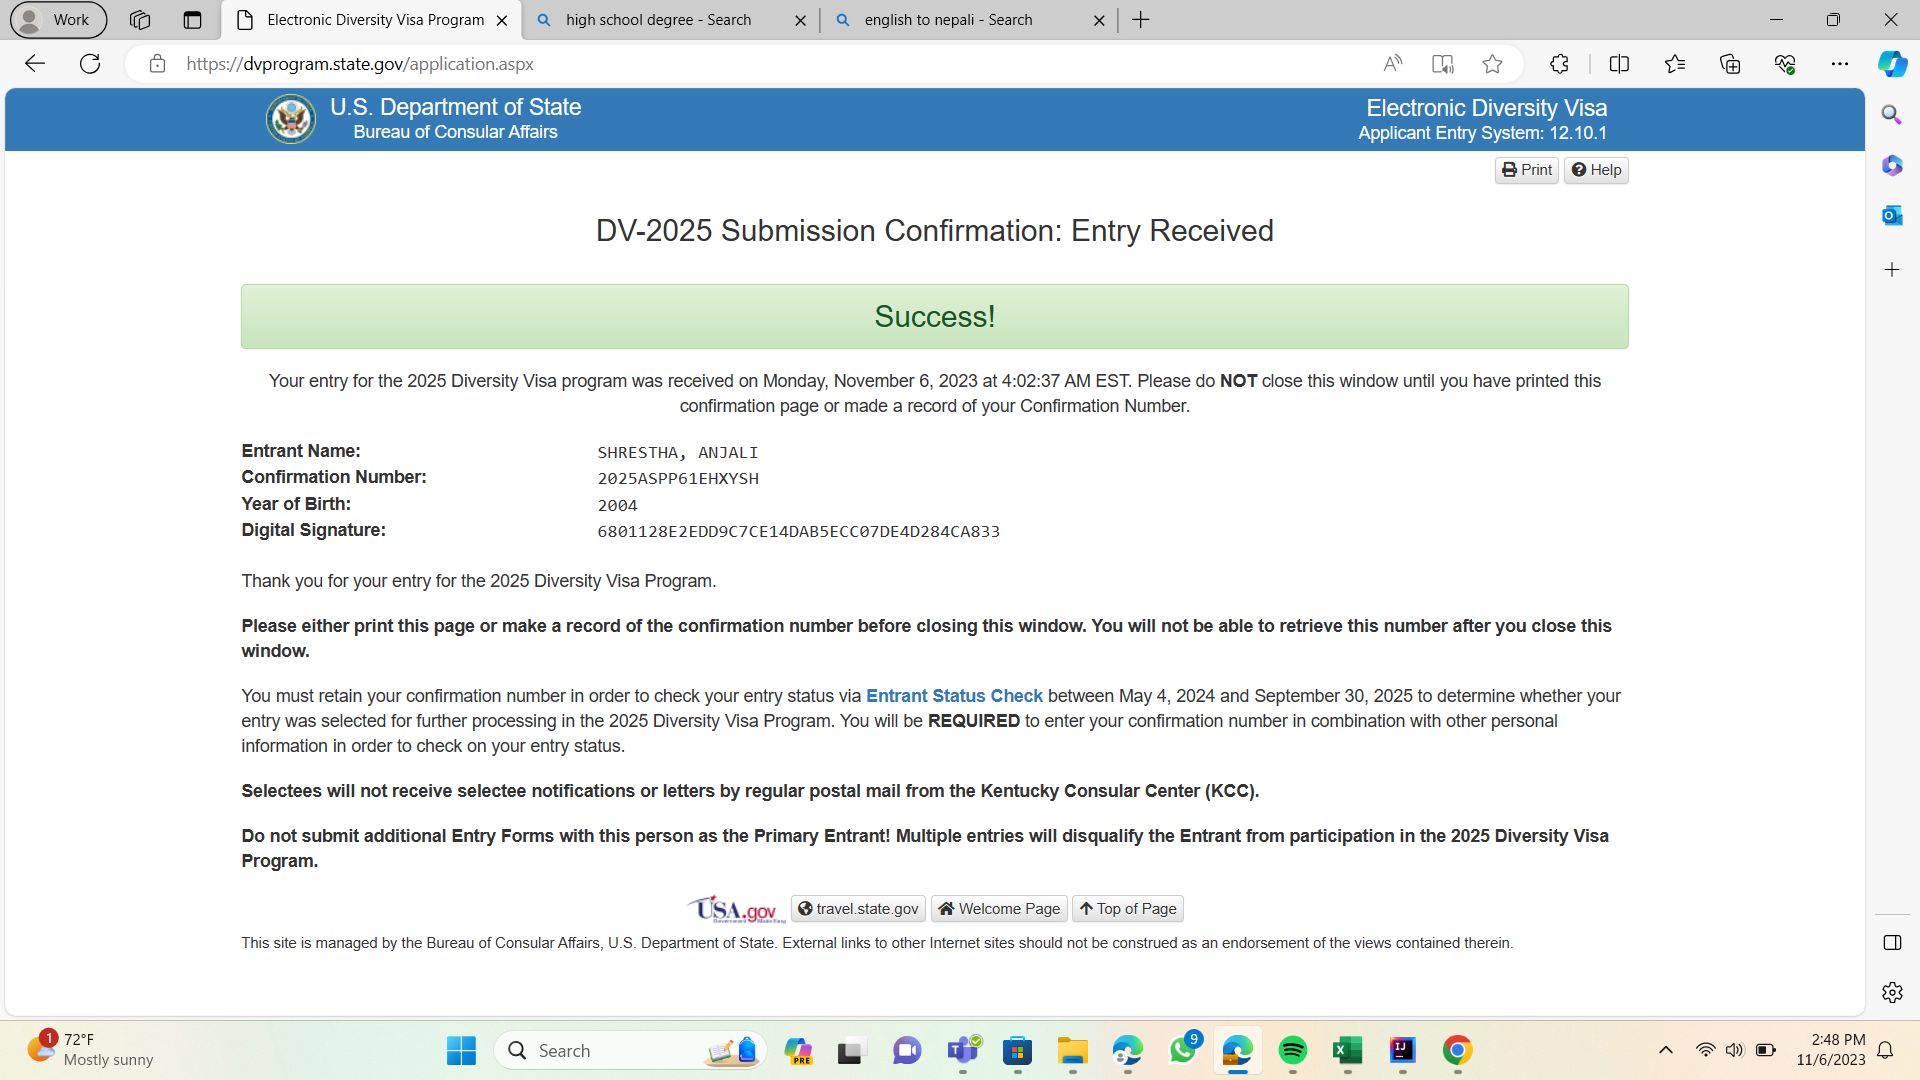 Work
Electronic Diversity Visa Program
high school degree - Search
english to nepali - Search
https://dvprogram.state.gov/application.aspx
U.S. Department of State
Bureau of Consular Affairs
Electronic Diversity Visa
Applicant Entry System: 12.10.1
Print
Help
DV-2025 Submission Confirmation: Entry Received
Success!
Your entry for the 2025 Diversity Visa program was received on Monday, November 6, 2023 at 4:02:37 AM EST. Please do NOT close this window until you have printed this
confirmation page or made a record of your Confirmation Number.
Entrant Name: SHRESTHA, ANJALI
Confirmation Number: 2025ASPP61EHXYSH
Year of Birth: 2004
Digital Signature: 6801128E2EDD9C7CE14DAB5ECC07DE4D284CA833
Thank you for your entry for the 2025 Diversity Visa Program.
Please either print this page or make a record of the confirmation number before closing this window. You will not be able to retrieve this number after you close this
window.
You must retain your confirmation number in order to check your entry status via Entrant Status Check between May 4, 2024 and September 30, 2025 to determine whether your
entry was selected for further processing in the 2025 Diversity Visa Program. You will be REQUIRED to enter your confirmation number in combination with other personal
information in order to check on your entry status.
Selectees will not receive selectee notifications or letters by regular postal mail from the Kentucky Consular Center (KCC).
Do not submit additional Entry Forms with this person as the Primary Entrant! Multiple entries will disqualify the Entrant from participation in the 2025 Diversity Visa
Program.
USA.gov
travel.state.gov
Welcome Page
Top of Page
This site is managed by the Bureau of Consular Affairs, U.S. Department of State. External links to other Internet sites should not be construed as an endorsement of the views contained therein.
1
72°F
Mostly sunny
Search
PRE
9
2:48 PM
11/6/2023